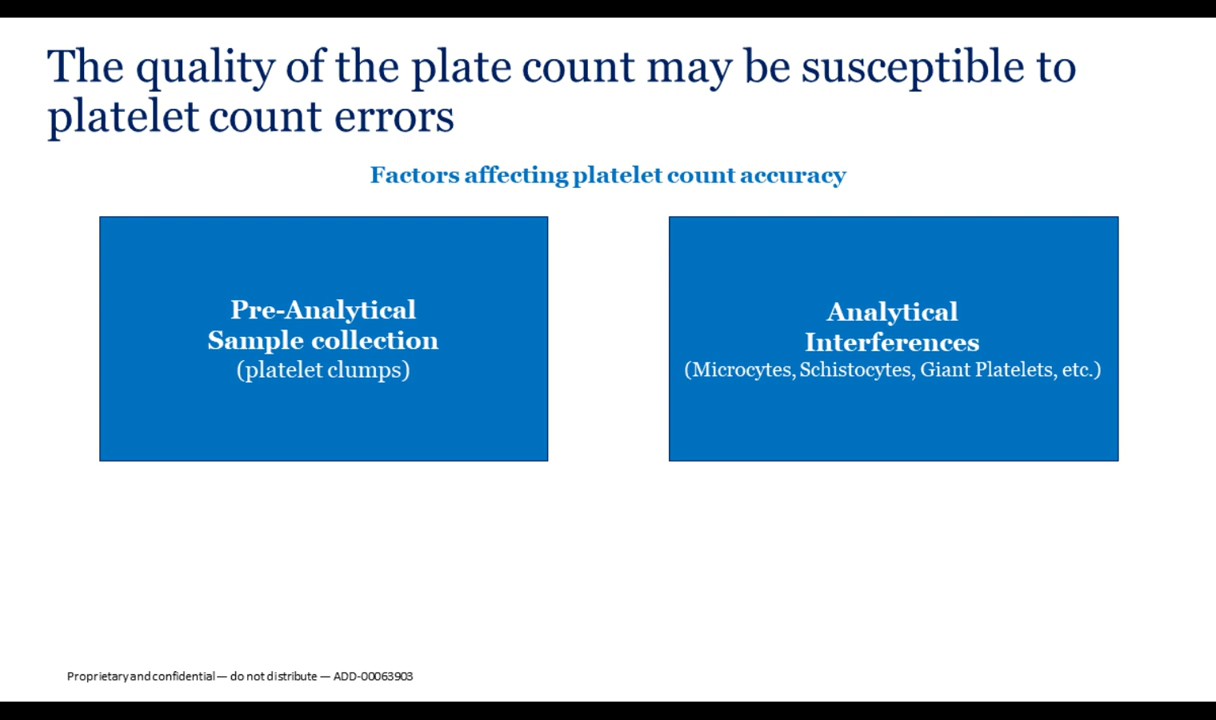 The quality of the plate count may be susceptible to
platelet count errors
Factors affecting platelet count accuracy
Pre-Analytical
Sample collection
(platelet clumps)
Analytical
Interferences
(Microcytes, Schistocytes, Giant Platelets, etc.)
Proprietary and confidential — do not distribute — ADD-00063903